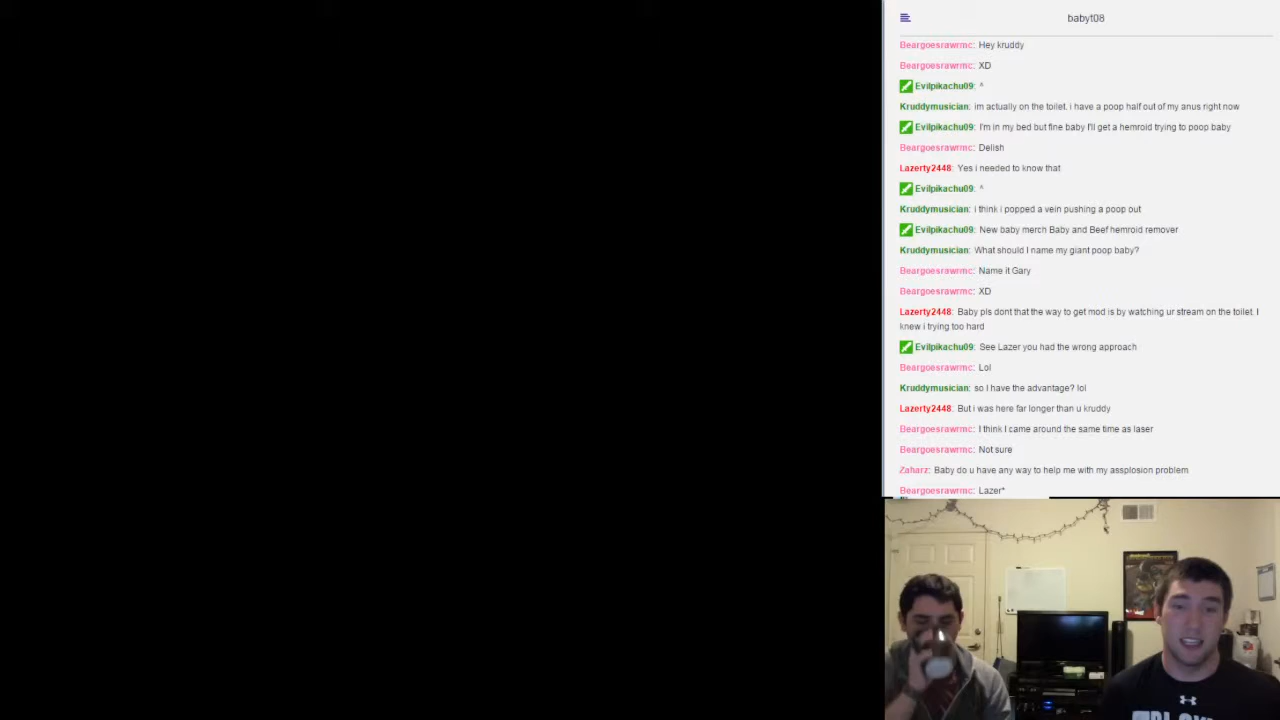 babyt08
Beargoesrawrmc: Hey kruddy
Beargoesrawrmc: XD
Evilpikachu09: ^
Kruddymusician: im actually on the toilet. i have a poop half out of my anus right now
Evilpikachu09: I'm in my bed but fine baby I'll get a hemroid trying to poop baby
Beargoesrawrmc: Delish
Lazerty2448: Yes i needed to know that
Evilpikachu09: ^
Kruddymusician: i think i popped a vein pushing a poop out
Evilpikachu09: New baby merch Baby and Beef hemroid remover
Kruddymusician: What should I name my giant poop baby?
Beargoesrawrmc: Name it Gary
Beargoesrawrmc: XD
Lazerty2448: Baby pls dont that the way to get mod is by watching ur stream on the toilet. I
knew i trying too hard
Evilpikachu09: See Lazer you had the wrong approach
Beargoesrawrmc: Lol
Kruddymusician: so I have the advantage? lol
Lazerty2448: But i was here far longer than u kruddy
Beargoesrawrmc: I think I came around the same time as laser
Beargoesrawrmc: Not sure
Zaharz: Baby do u have any way to help me with my assplosion problem
Beargoesrawrmc: Lazer*